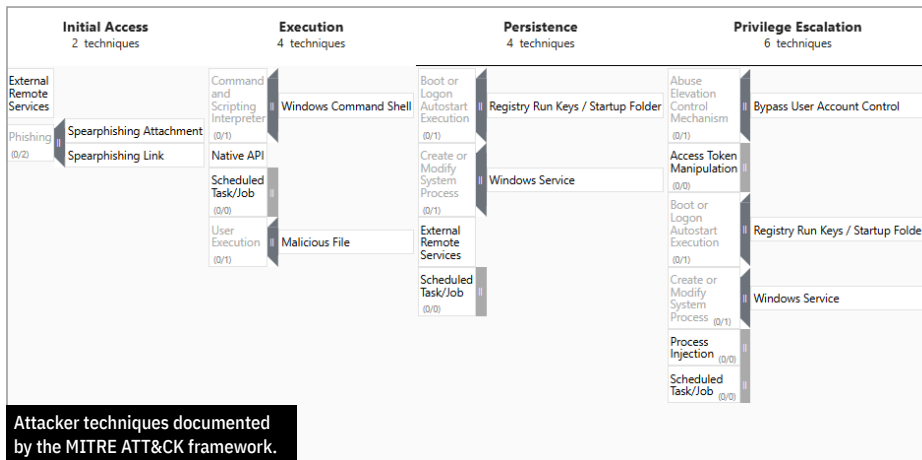 Initial Access
2 techniques
External
Remote
Services
Phishing
(0/2)
Spearphishing Attachment
Spearphishing Link
Execution
4 techniques
Command
and
Scripting
Interpreter
(0/1)
Windows Command Shell
Native API
Scheduled
Task/Job
(0/0)
User
Execution
(0/1)
Malicious File
Persistence
4 techniques
Boot or
Logon
Autostart
Execution
(0/1)
Registry Run Keys / Startup Folder
Create or
Modify
System
Process
(0/1)
Windows Service
External
Remote
Services
Scheduled
Task/Job
(0/0)
Privilege Escalation
6 techniques
Abuse
Elevation
Control
Mechanism
(0/1)
Bypass User Account Control
Access Token
Manipulation
(0/0)
Boot or
Logon
Autostart
Execution
(0/1)
Registry Run Keys / Startup Folde
Create or
Modify
System
Process (0/1)
Windows Service
Process
Injection (0/0)
Scheduled
Task/Job (0/0)
Attacker techniques documented
by the MITRE ATT&CK framework.